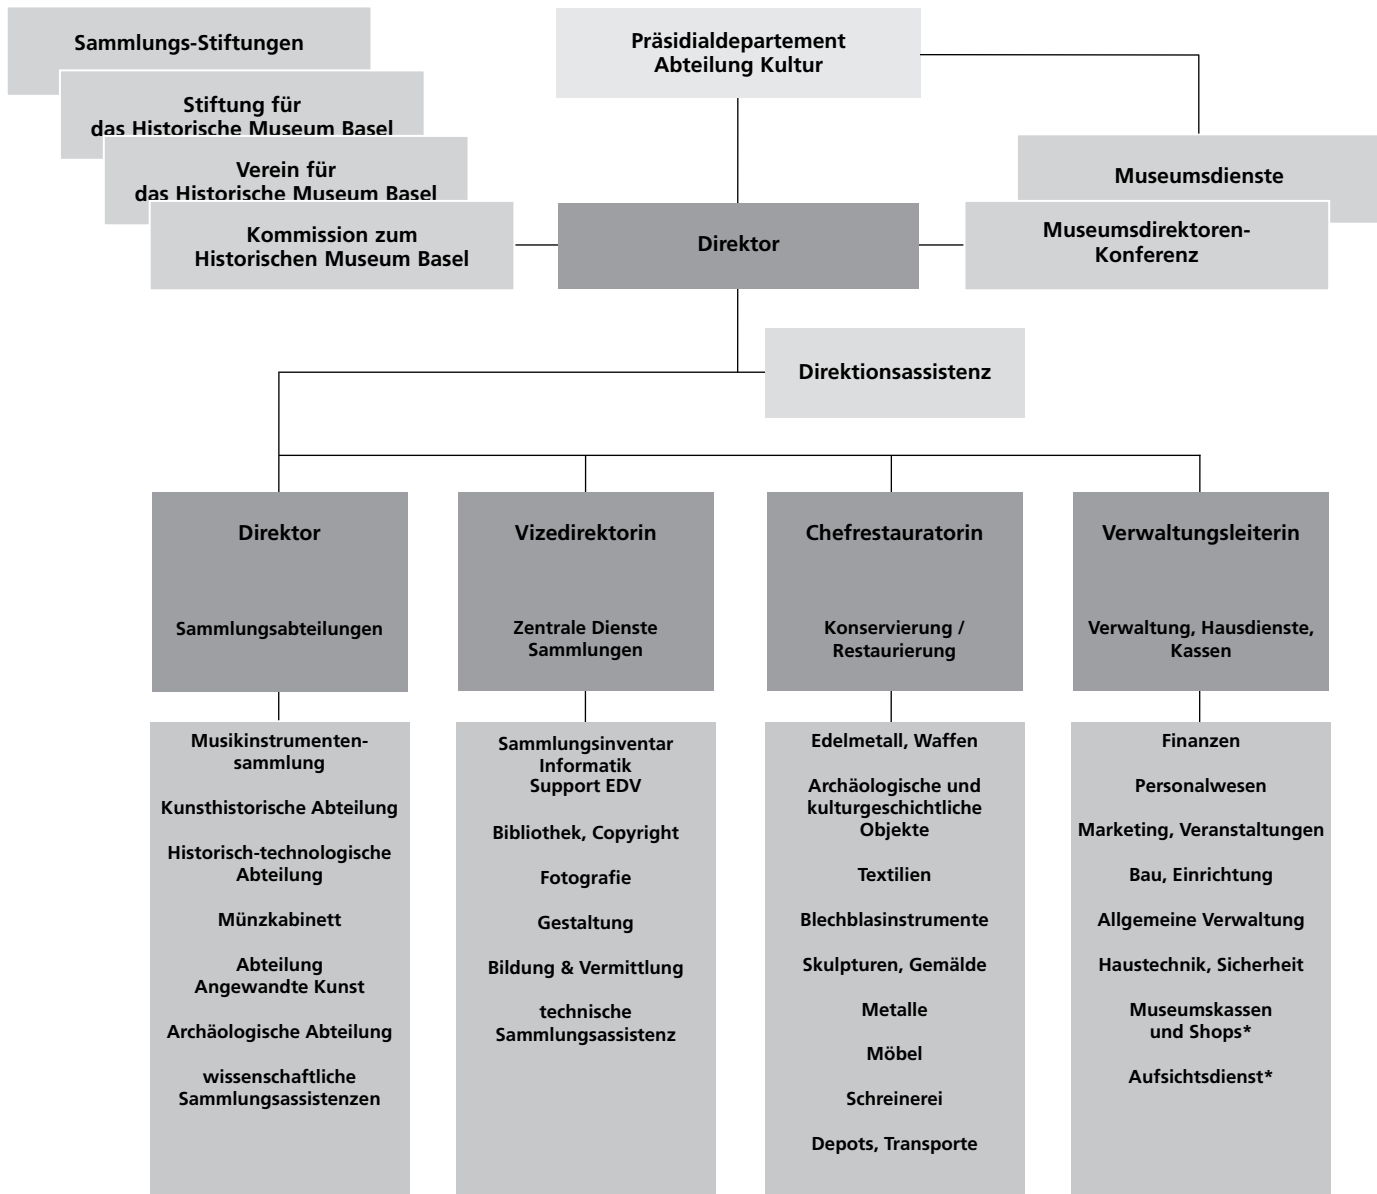 Sammlungs-Stiftungen
Stiftung für
das Historische Museum Basel
Verein für
das Historische Museum Basel
Kommission zum
Historischen Museum Basel
Präsidialdepartement
Abteilung Kultur
Direktor
Museumsdienste
Museumsdirektoren-
Konferenz
Direktionsassistenz
Direktor
Sammlungsabteilungen
Musikinstrumenten-
sammlung
Kunsthistorische Abteilung
Historisch-technologische
Abteilung
Münzkabinett
Abteilung
Angewandte Kunst
Archäologische Abteilung
wissenschaftliche
Sammlungsassistenzen
Vizedirektorin
Zentrale Dienste
Sammlungen
Sammlungsinventar
Informatik
Support EDV
Bibliothek, Copyright
Fotografie
Gestaltung
Bildung & Vermittlung
technische
Sammlungsassistenz
Chefrestauratorin
Konservierung /
Restaurierung
Edelmetall, Waffen
Archäologische und
kulturgeschichtliche
Objekte
Textilien
Blechblasinstrumente
Skulpturen, Gemälde
Metalle
Möbel
Schreinerei
Depots, Transporte
Verwaltungsleiterin
Verwaltung, Hausdienste,
Kassen
Finanzen
Personalwesen
Marketing, Veranstaltungen
Bau, Einrichtung
Allgemeine Verwaltung
Haustechnik, Sicherheit
Museumskassen
und Shops*
Aufsichtsdienst*